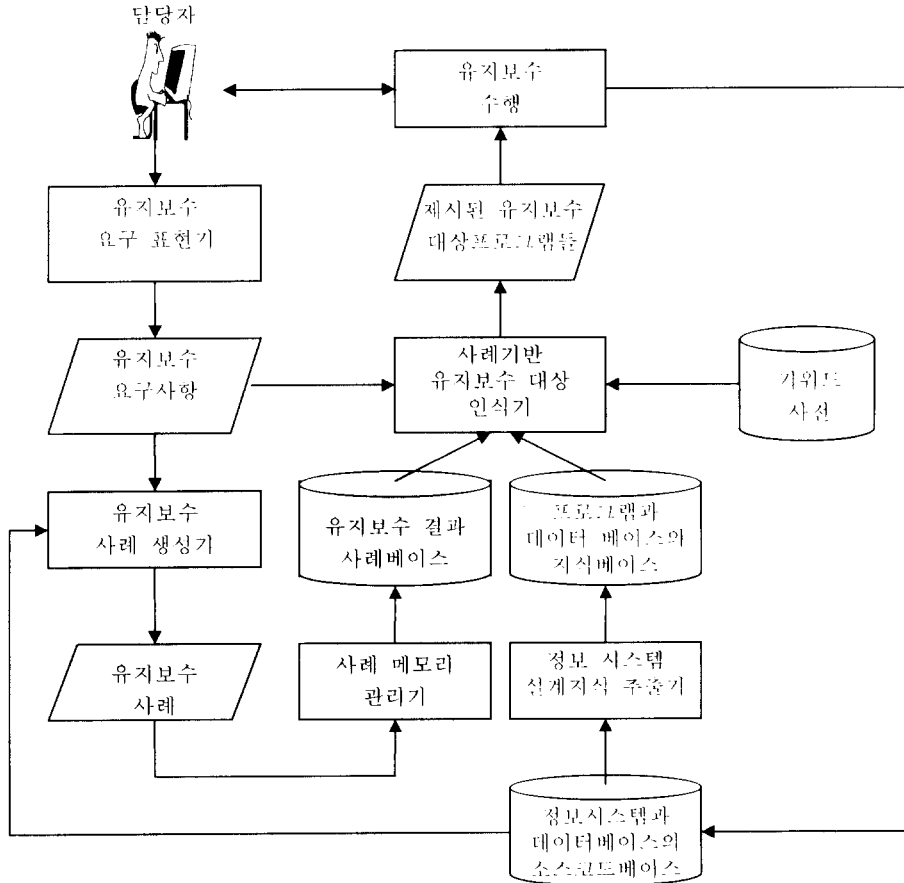 담당자
유지보수
수행
유지보수
요구 표현기
제시된 유지보수
대상프로그램들
유지보수
요구사항
사례기반
유지보수 대상
인식기
키워드
사전
유지보수
사례 생성기
유지보수 결과
사례베이스
프로그램과
데이터 베이스의
지식베이스
유지보수
사례
사례 메모리
관리기
정보 시스템
설계지식 추출기
정보시스템과
데이터베이스의
소스코드베이스